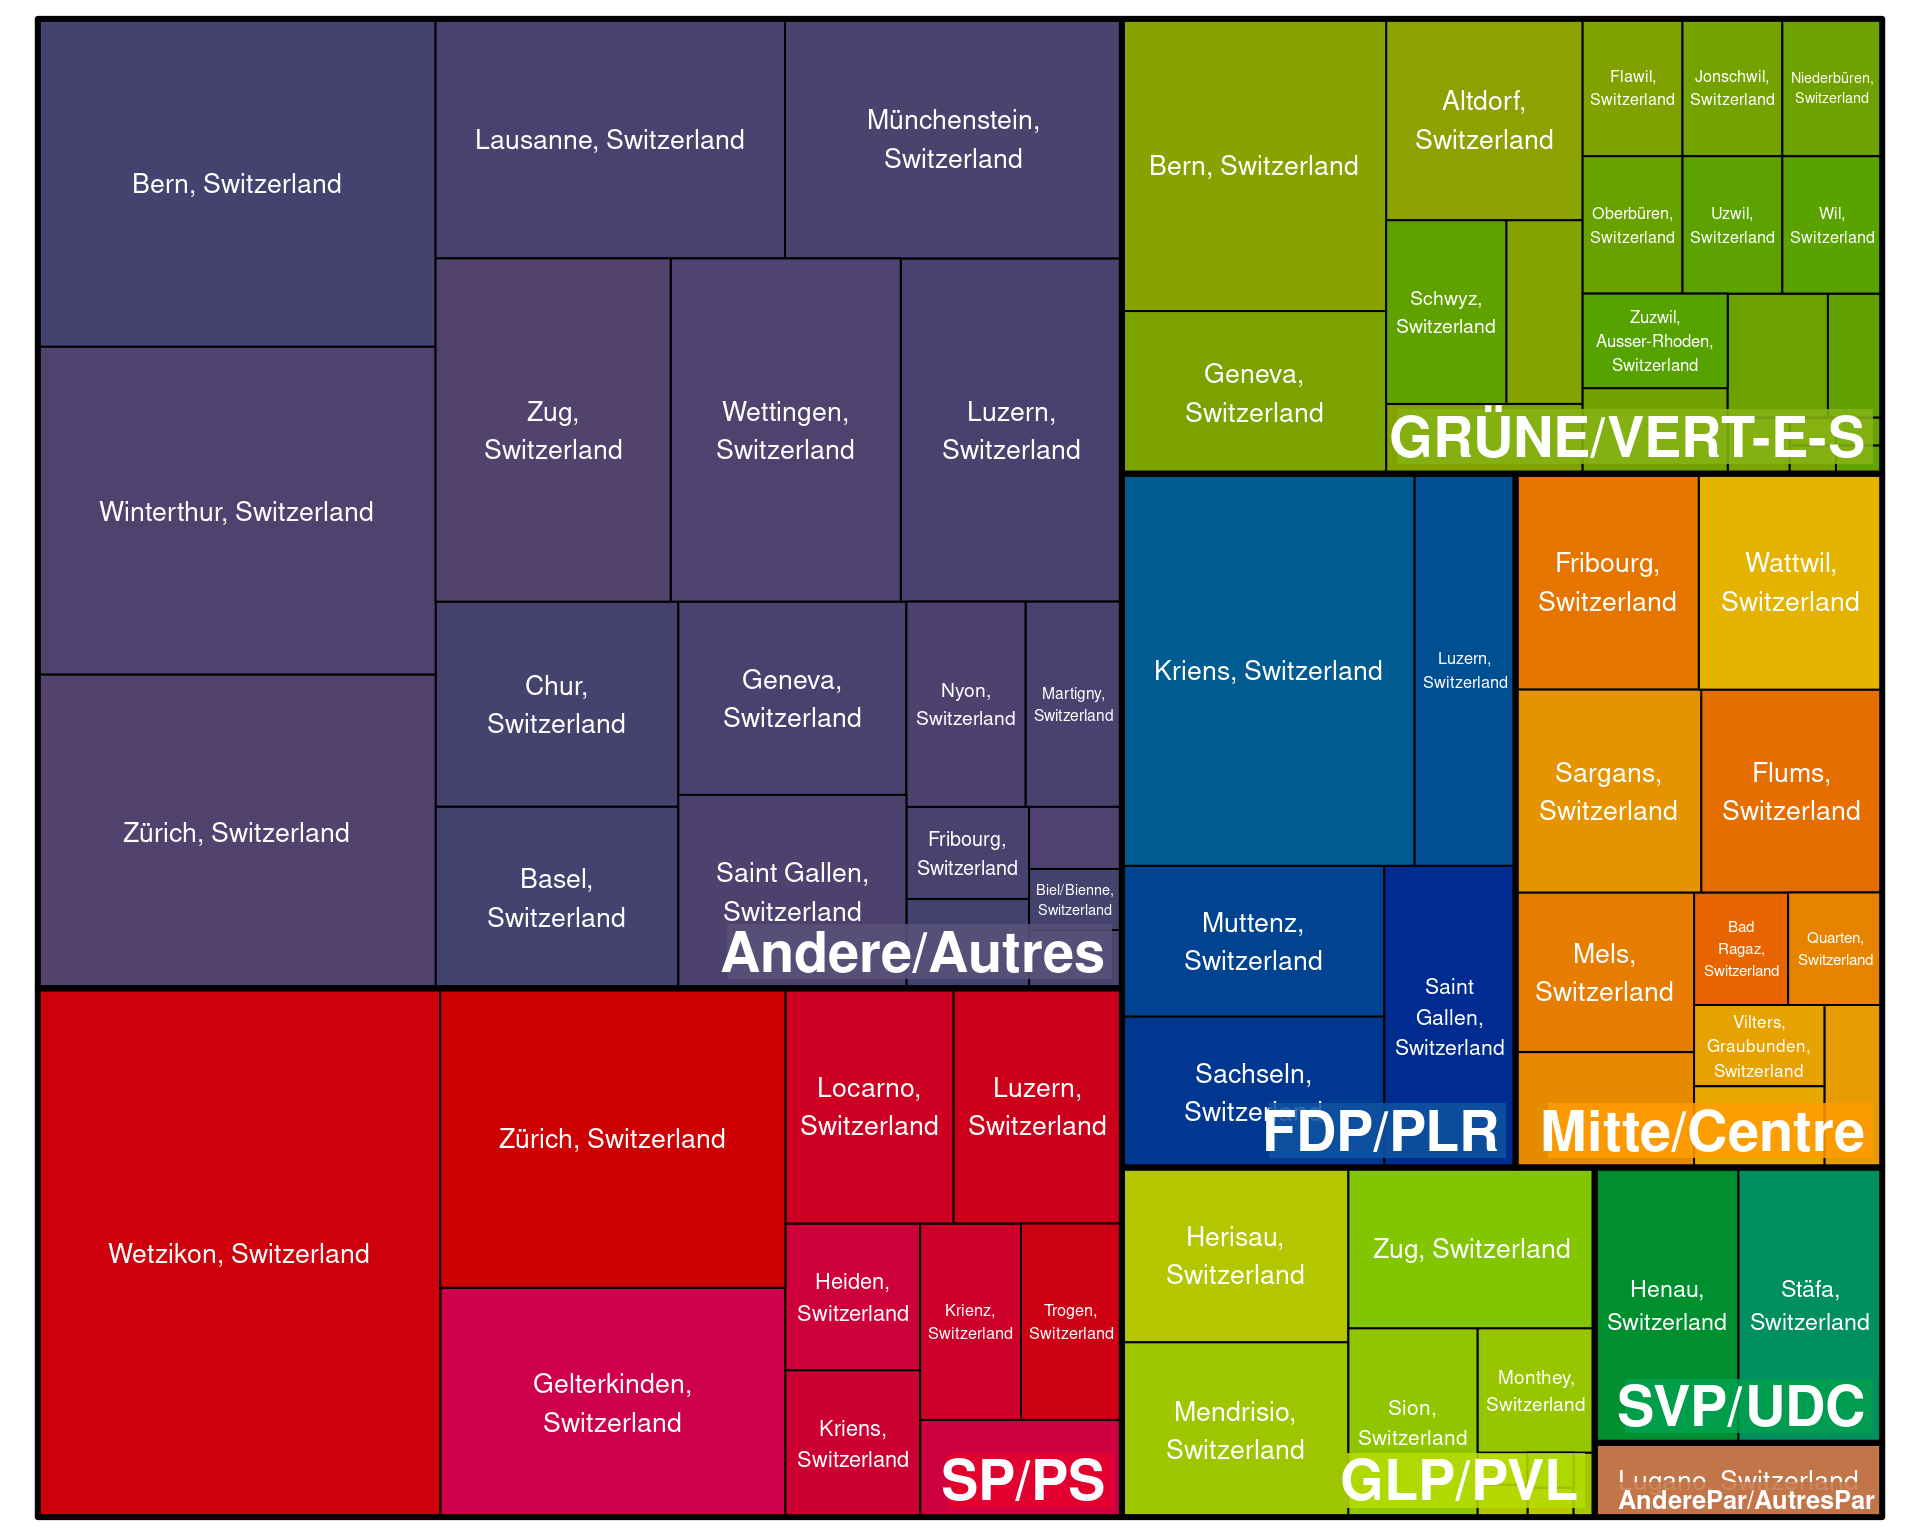 Bern, Switzerland
Winterthur, Switzerland
Zürich, Switzerland
Lausanne, Switzerland
Münchenstein,
Switzerland
Zug,
Switzerland
Wettingen,
Switzerland
Luzern,
Switzerland
Chur,
Switzerland
Geneva,
Switzerland
Nyon,
Switzerland
Martigny,
Switzerland
Basel,
Switzerland
Saint Gallen,
Switzerland
Fribourg,
Switzerland
Biel/Bienne,
Switzerland
Andere/Autres
Wetzikon, Switzerland
Zürich, Switzerland
Gelterkinden,
Switzerland
Locarno,
Switzerland
Luzern,
Switzerland
Heiden,
Switzerland
Krienz,
Switzerland
Trogen,
Switzerland
Kriens,
Switzerland
SP/PS
Bern, Switzerland
Geneva,
Switzerland
Altdorf,
Switzerland
Schwyz,
Switzerland
Flawil,
Switzerland
Jonschwil,
Switzerland
Niederbüren,
Switzerland
Oberbüren,
Switzerland
Uzwil,
Switzerland
Wil,
Switzerland
Zuzwil,
Ausser-Rhoden,
Switzerland
GRÜNE/VERT-E-S
Kriens, Switzerland
Luzern,
Switzerland
Muttenz,
Switzerland
Sachseln,
Switzerland
Saint
Gallen,
Switzerland
FDP/PLR
Fribourg,
Switzerland
Wattwil,
Switzerland
Sargans,
Switzerland
Flums,
Switzerland
Mels,
Switzerland
Bad
Ragaz,
Switzerland
Quarten,
Switzerland
Vilters,
Graubunden,
Switzerland
Mitte/Centre
Herisau,
Switzerland
Zug, Switzerland
Mendrisio,
Switzerland
Sion,
Switzerland
Monthey,
Switzerland
GLP/PVL
Henau,
Switzerland
Stäfa,
Switzerland
SVP/UDC
Lugano, Switzerland
AnderePar/AutresPar